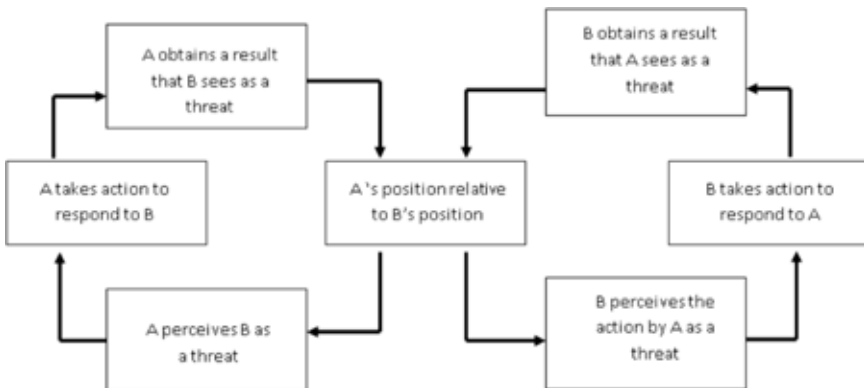 A obtains a result
that B sees as a
threat
B obtains a result
that A sees as a
threat
A takes action to
respond to B
A's position relative
to B's position
B takes action to
respond to A
A perceives B as
a threat
B perceives the
action by A as a
threat